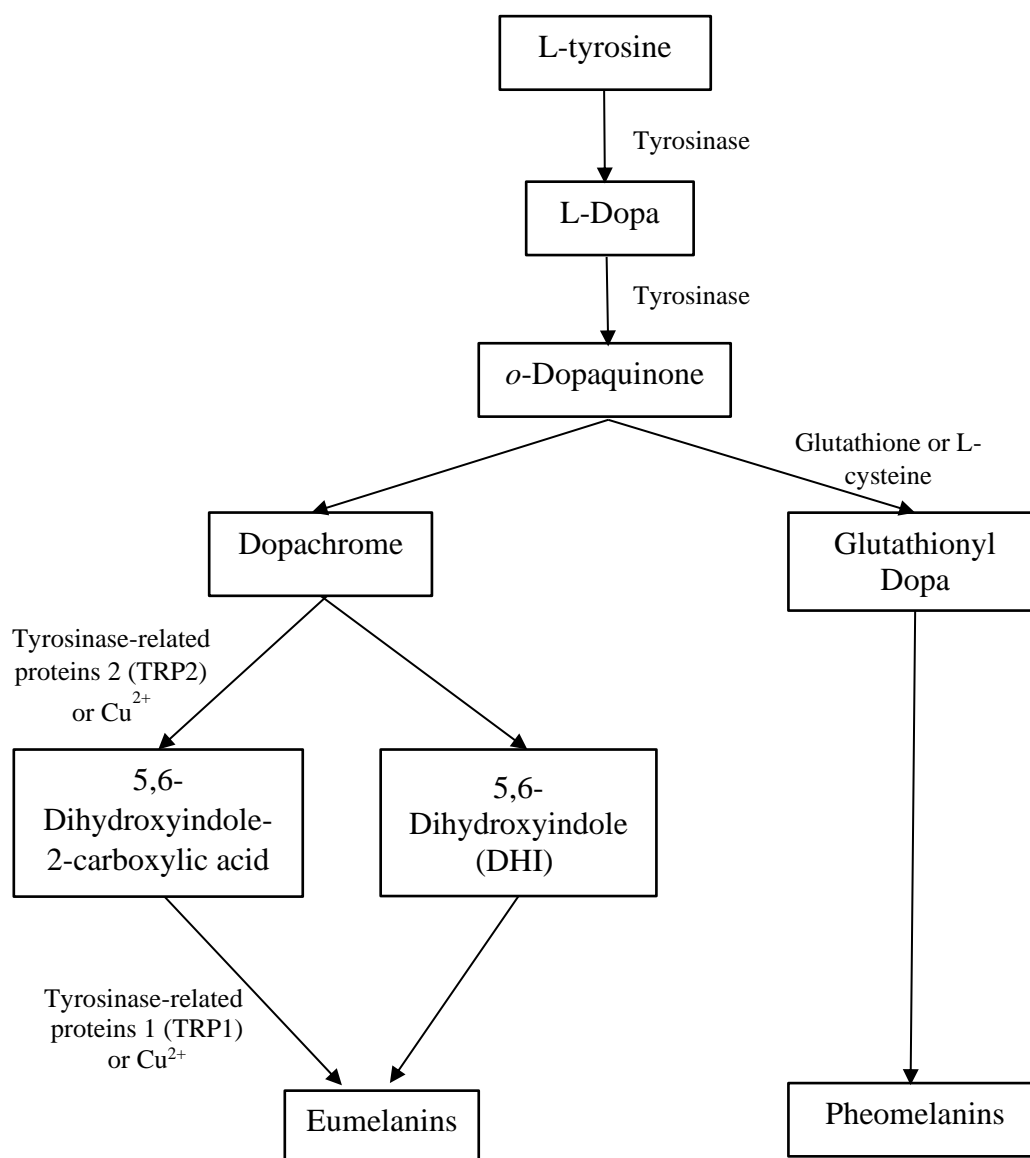 L-tyrosine
Tyrosinase
L-Dopa
Tyrosinase
o-Dopaquinone
Glutathione or L-
cysteine
Dopachrome
Glutathionyl
Dopa
Tyrosinase-related
proteins 2 (TRP2)
or Cu2+
5,6-
Dihydroxyindole-
2-carboxylic acid
5,6-
Dihydroxyindole
(DHI)
Tyrosinase-related
proteins 1 (TRP1)
or Cu2+
Eumelanins
Pheomelanins